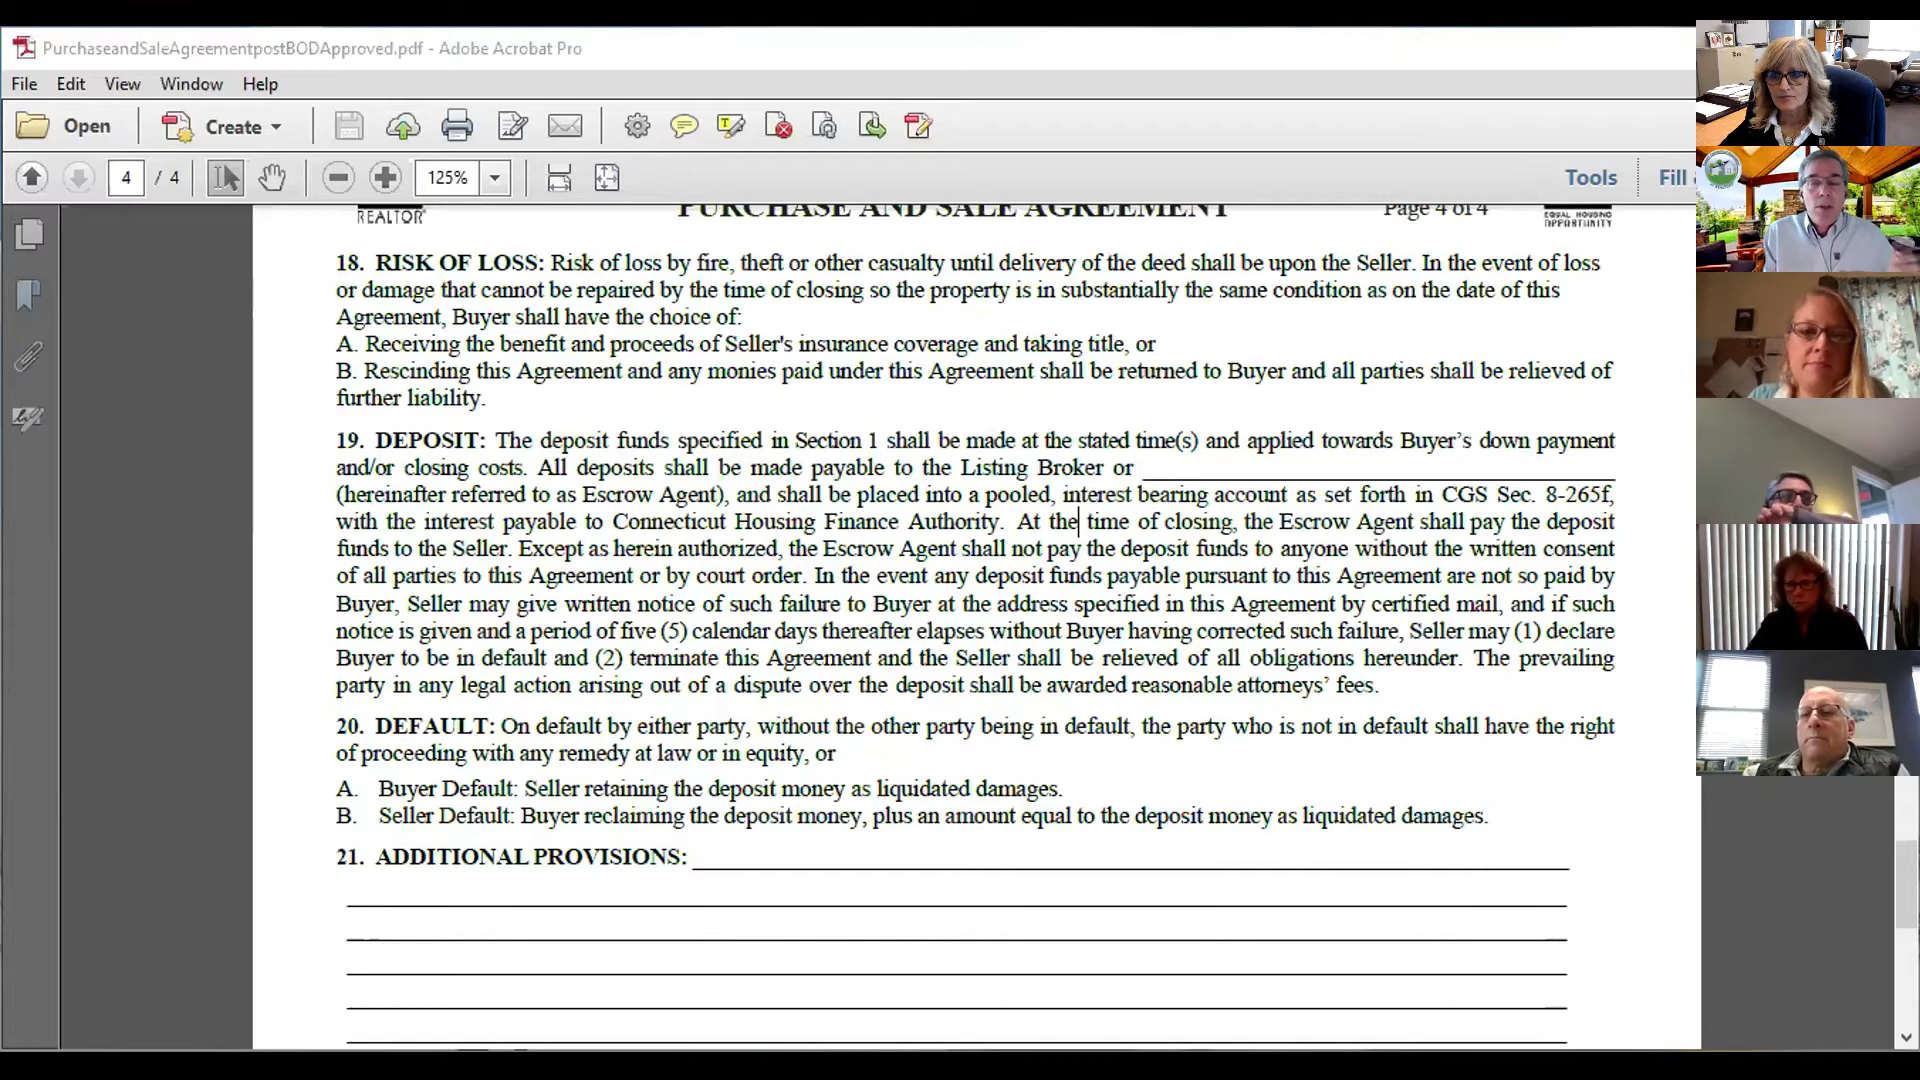 PurchaseandSaleAgreementpostBODApproved.pdf - Adobe Acrobat Pro
File Edit View Window Help
Open Create
4 / 4 125% Tools Fill
REALTOR® PURCHASE AND SALE AGREEMENT Page 4 of 4 EQUAL HOUSING
OPPORTUNITY
18. RISK OF LOSS: Risk of loss by fire, theft or other casualty until delivery of the deed shall be upon the Seller. In the event of loss
or damage that cannot be repaired by the time of closing so the property is in substantially the same condition as on the date of this
Agreement, Buyer shall have the choice of:
A. Receiving the benefit and proceeds of Seller's insurance coverage and taking title, or
B. Rescinding this Agreement and any monies paid under this Agreement shall be returned to Buyer and all parties shall be relieved of
further liability.
19. DEPOSIT: The deposit funds specified in Section 1 shall be made at the stated time(s) and applied towards Buyer’s down payment
and/or closing costs. All deposits shall be made payable to the Listing Broker or
(hereinafter referred to as Escrow Agent), and shall be placed into a pooled, interest bearing account as set forth in CGS Sec. 8-265f,
with the interest payable to Connecticut Housing Finance Authority. At the time of closing, the Escrow Agent shall pay the deposit
funds to the Seller. Except as herein authorized, the Escrow Agent shall not pay the deposit funds to anyone without the written consent
of all parties to this Agreement or by court order. In the event any deposit funds payable pursuant to this Agreement are not so paid by
Buyer, Seller may give written notice of such failure to Buyer at the address specified in this Agreement by certified mail, and if such
notice is given and a period of five (5) calendar days thereafter elapses without Buyer having corrected such failure, Seller may (1) declare
Buyer to be in default and (2) terminate this Agreement and the Seller shall be relieved of all obligations hereunder. The prevailing
party in any legal action arising out of a dispute over the deposit shall be awarded reasonable attorneys’ fees.
20. DEFAULT: On default by either party, without the other party being in default, the party who is not in default shall have the right
of proceeding with any remedy at law or in equity, or
A. Buyer Default: Seller retaining the deposit money as liquidated damages.
B. Seller Default: Buyer reclaiming the deposit money, plus an amount equal to the deposit money as liquidated damages.
21. ADDITIONAL PROVISIONS: